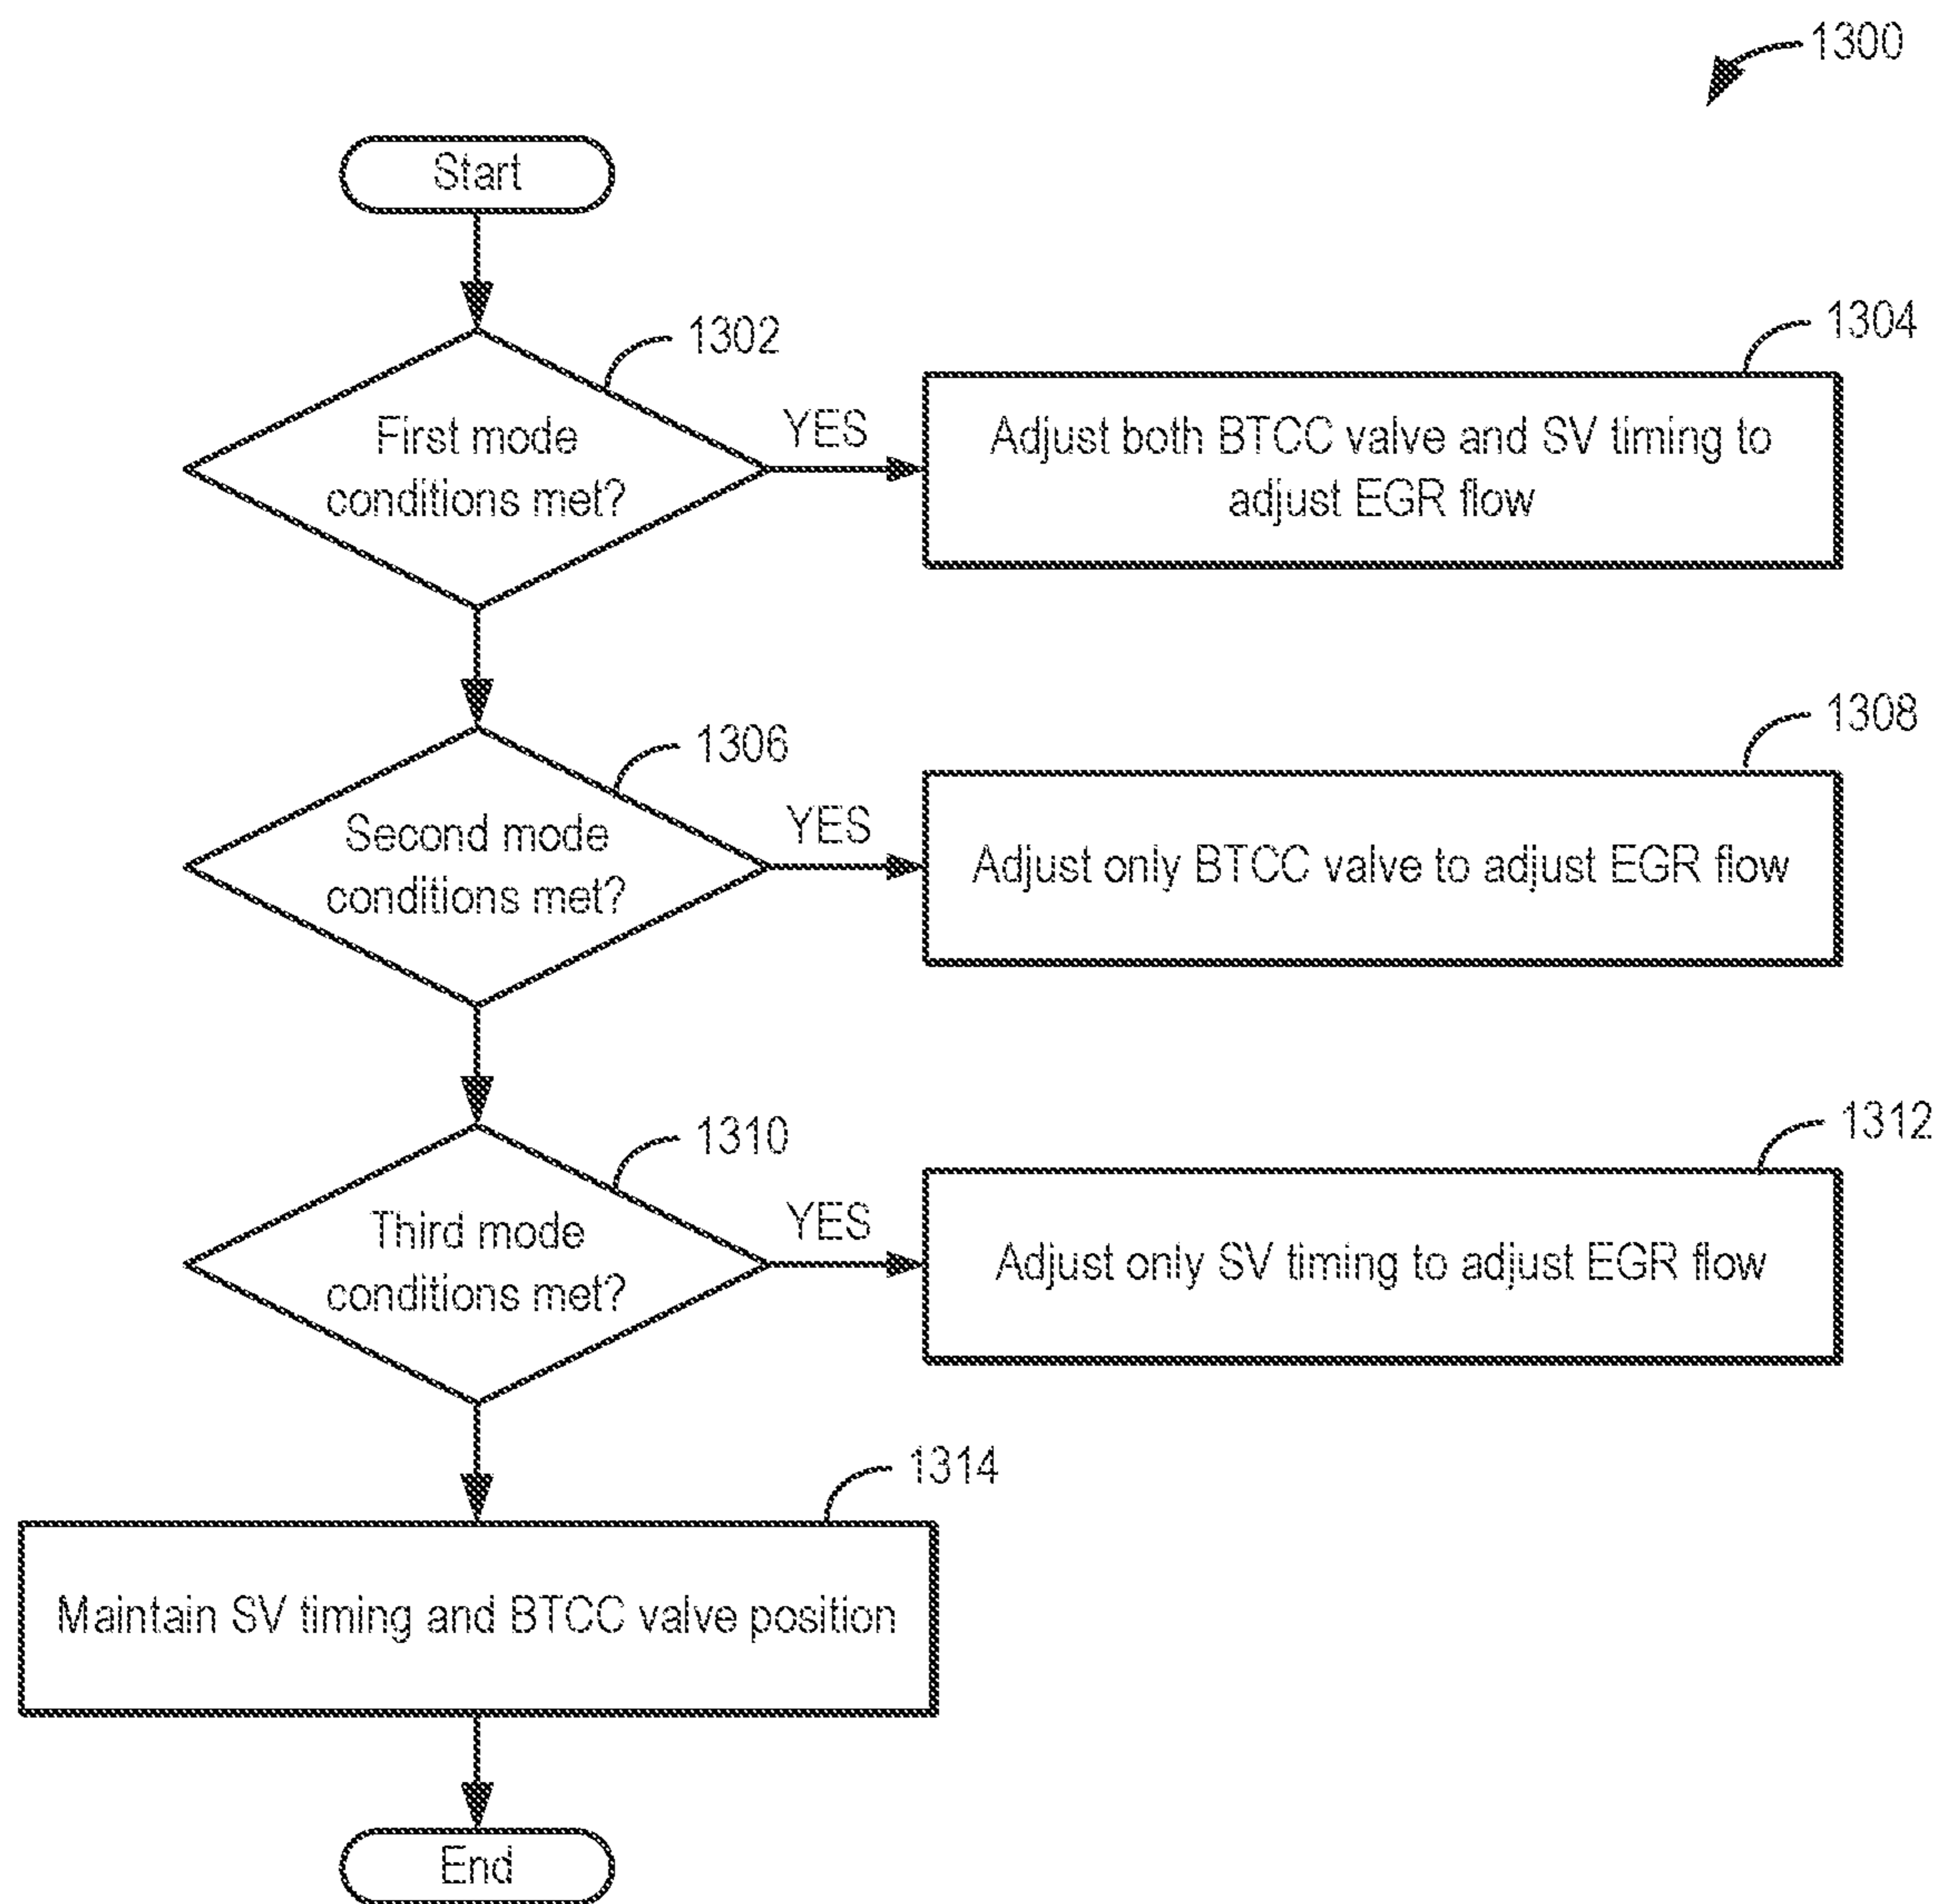 1300
Start
1302
First mode
conditions met?
YES
1304
Adjust both BTCC valve and SV timing to
adjust EGR flow
1306
Second mode
conditions met?
YES
1308
Adjust only BTCC valve to adjust EGR flow
1310
Third mode
conditions met?
YES
1312
Adjust only SV timing to adjust EGR flow
1314
Maintain SV timing and BTCC valve position
End